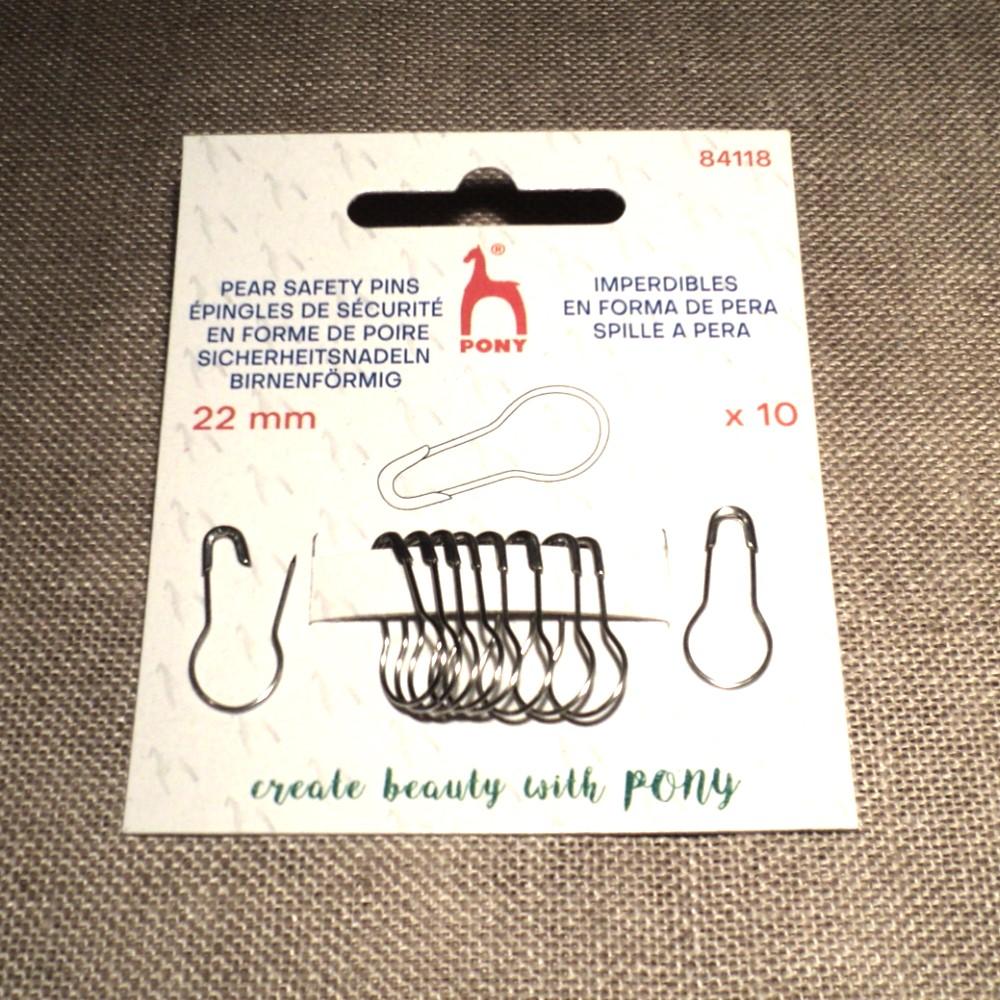 84118
®
PONY
PEAR SAFETY PINS
ÉPINGLES DE SÉCURITÉ
EN FORME DE POIRE
SICHERHEITSNADELN
BIRNENFÖRMIG
IMPERDIBLES
EN FORMA DE PERA
SPILLE A PERA
22 mm
x 10
create beauty with PONY